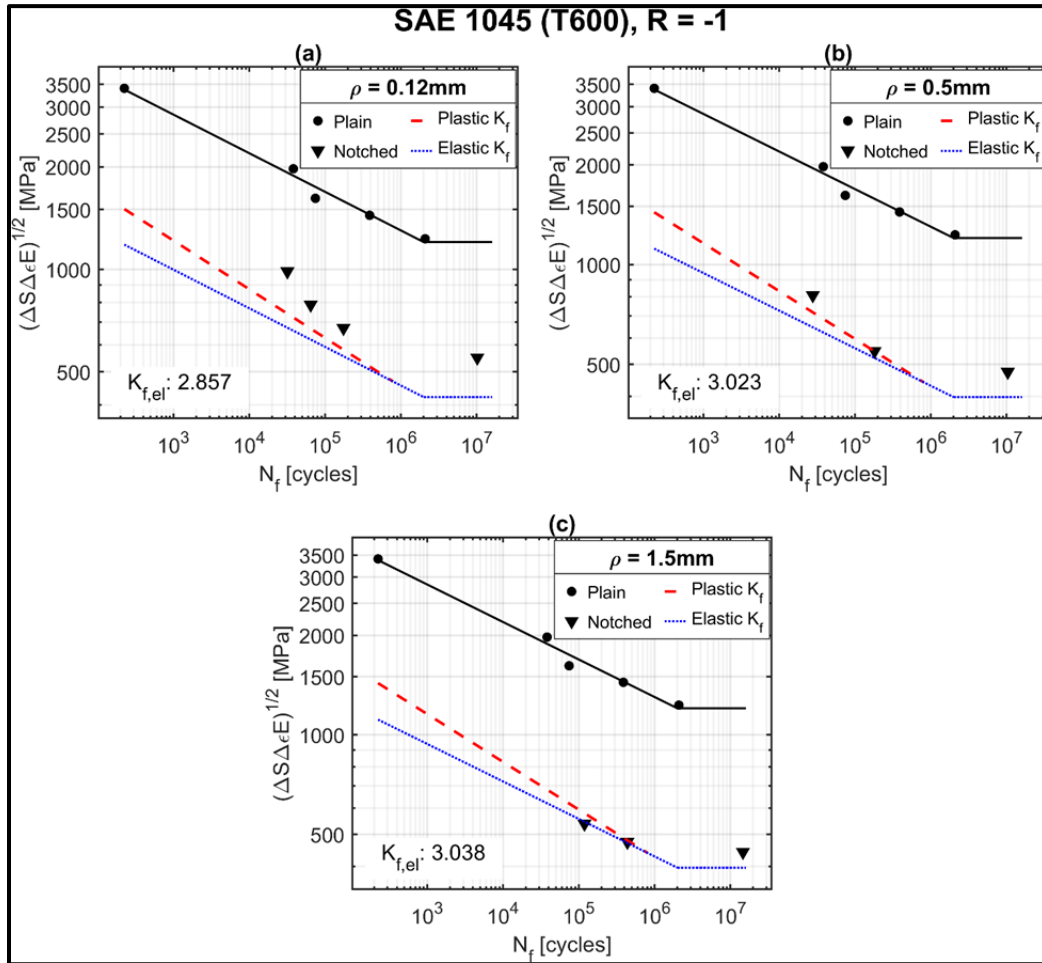 SAE 1045 (T600), R = -1
(a)
ρ = 0.12mm
Plain
Plastic K_f
Notched
Elastic K_f
3500
3000
2500
2000
1500
1000
500
(ΔSΔϵE)^{1/2} [MPa]
K_{f,el}: 2.857
10^3 10^4 10^5 10^6 10^7
N_f [cycles]
(b)
ρ = 0.5mm
Plain
Plastic K_f
Notched
Elastic K_f
3500
3000
2500
2000
1500
1000
500
(ΔSΔϵE)^{1/2} [MPa]
K_{f,el}: 3.023
10^3 10^4 10^5 10^6 10^7
N_f [cycles]
(c)
ρ = 1.5mm
Plain
Plastic K_f
Notched
Elastic K_f
3500
3000
2500
2000
1500
1000
500
(ΔSΔϵE)^{1/2} [MPa]
K_{f,el}: 3.038
10^3 10^4 10^5 10^6 10^7
N_f [cycles]